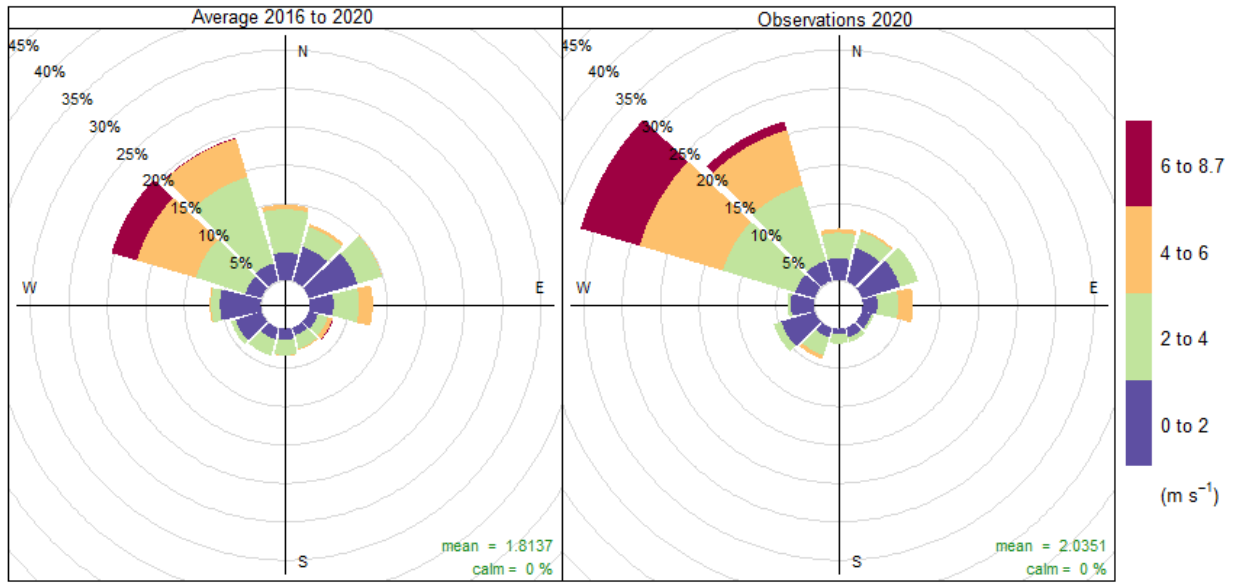 Average 2016 to 2020
45%
40%
35%
30%
25%
20%
15%
10%
5%
N
W
E
S
mean = 1.8137
calm = 0 %
Observations 2020
45%
40%
35%
30%
25%
20%
15%
10%
5%
N
W
E
S
mean = 2.0351
calm = 0 %
6 to 8.7
4 to 6
2 to 4
0 to 2
(m s⁻¹)